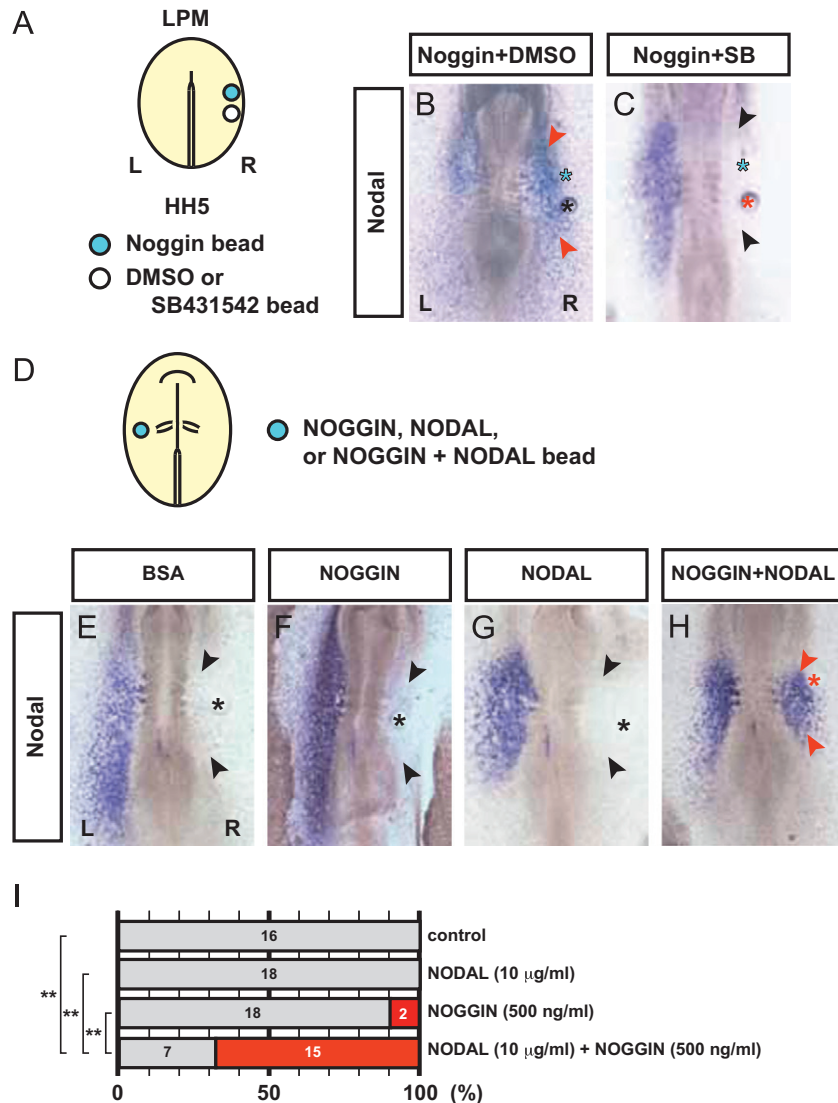 A
LPM
L R
HH5
Noggin bead
DMSO or
SB431542 bead
Noggin+DMSO
Noggin+SB
Nodal
B
*
*
L R
C
*
*
D
NOGGIN, NODAL,
or NOGGIN + NODAL bead
BSA
NOGGIN
NODAL
NOGGIN+NODAL
Nodal
E
*
L R
F
*
G
*
H
*
I
16 control
18 NODAL (10 μg/ml)
18 2 NOGGIN (500 ng/ml)
7 15 NODAL (10 μg/ml) + NOGGIN (500 ng/ml)
** ** **
0 50 100 (%)